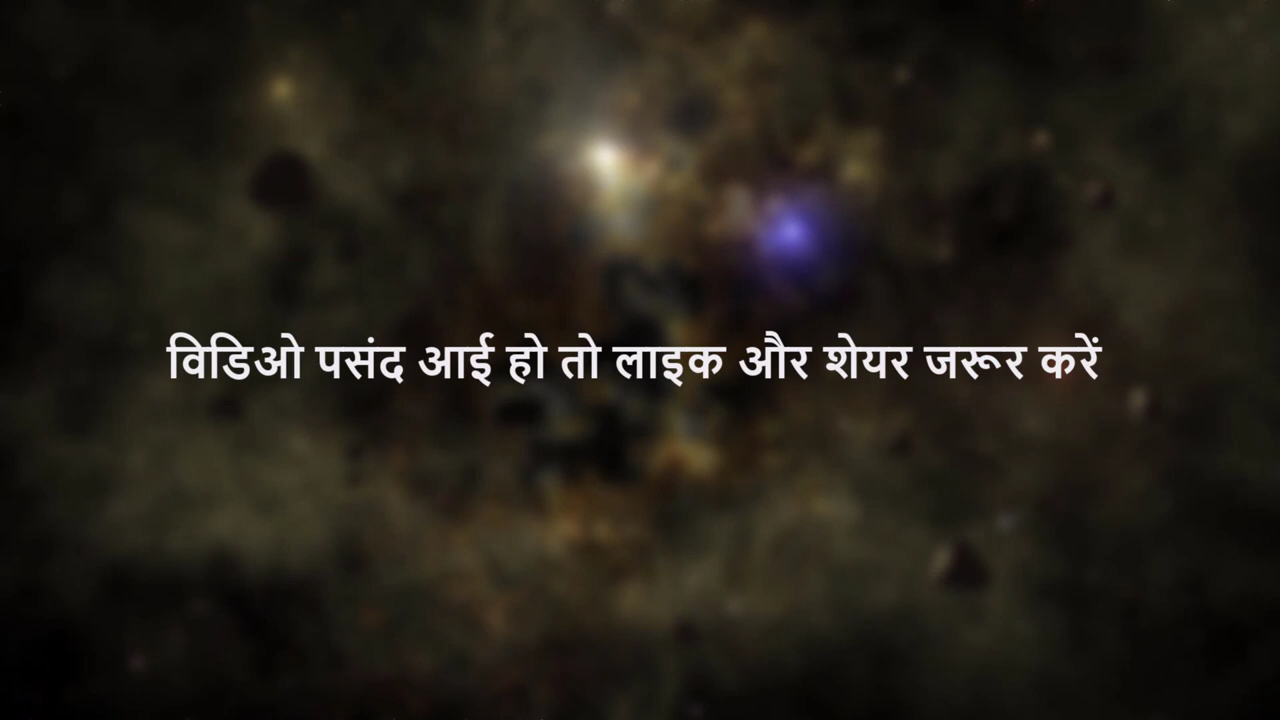 विडिओ पसंद आई हो तो लाइक और शेयर जरूर करें